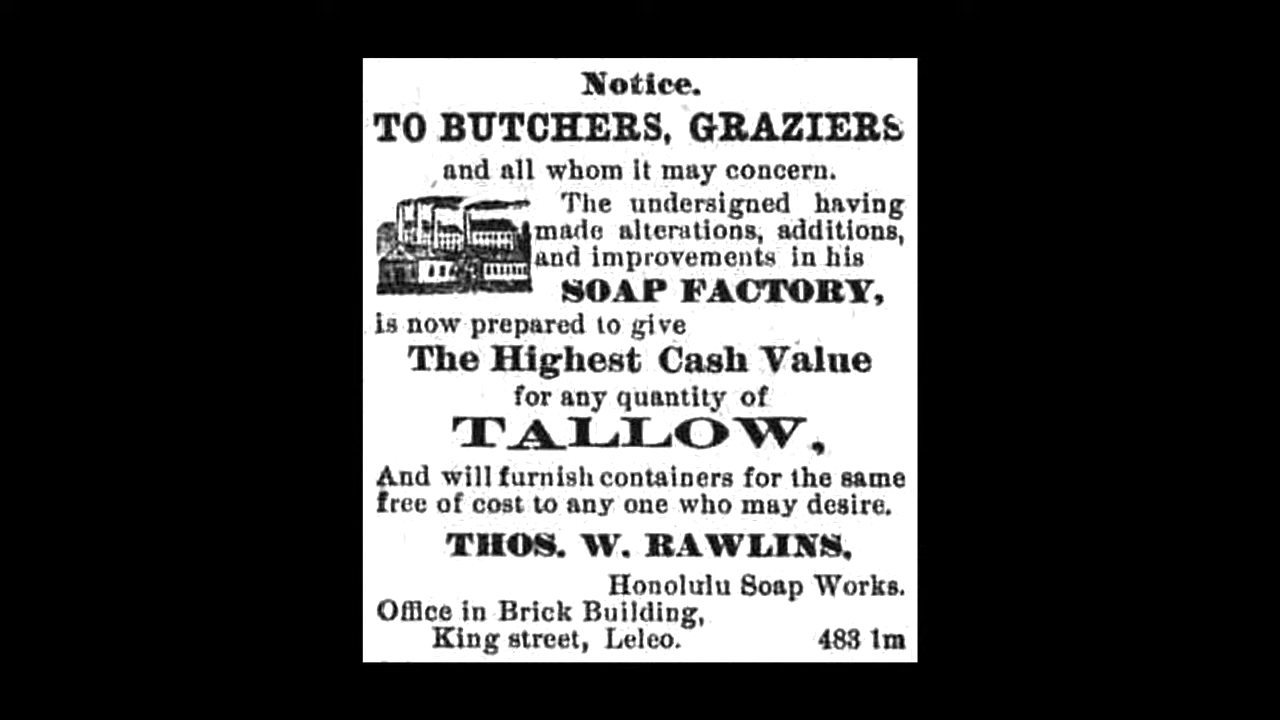 Notice.
TO BUTCHERS, GRAZIERS
and all whom it may concern.
The undersigned having
made alterations, additions,
and improvements in his
SOAP FACTORY,
is now prepared to give
The Highest Cash Value
for any quantity of
TALLOW,
And will furnish containers for the same
free of cost to any one who may desire.
THOS. W. RAWLINS,
Honolulu Soap Works.
Office in Brick Building,
King street, Leleo.
483 1m